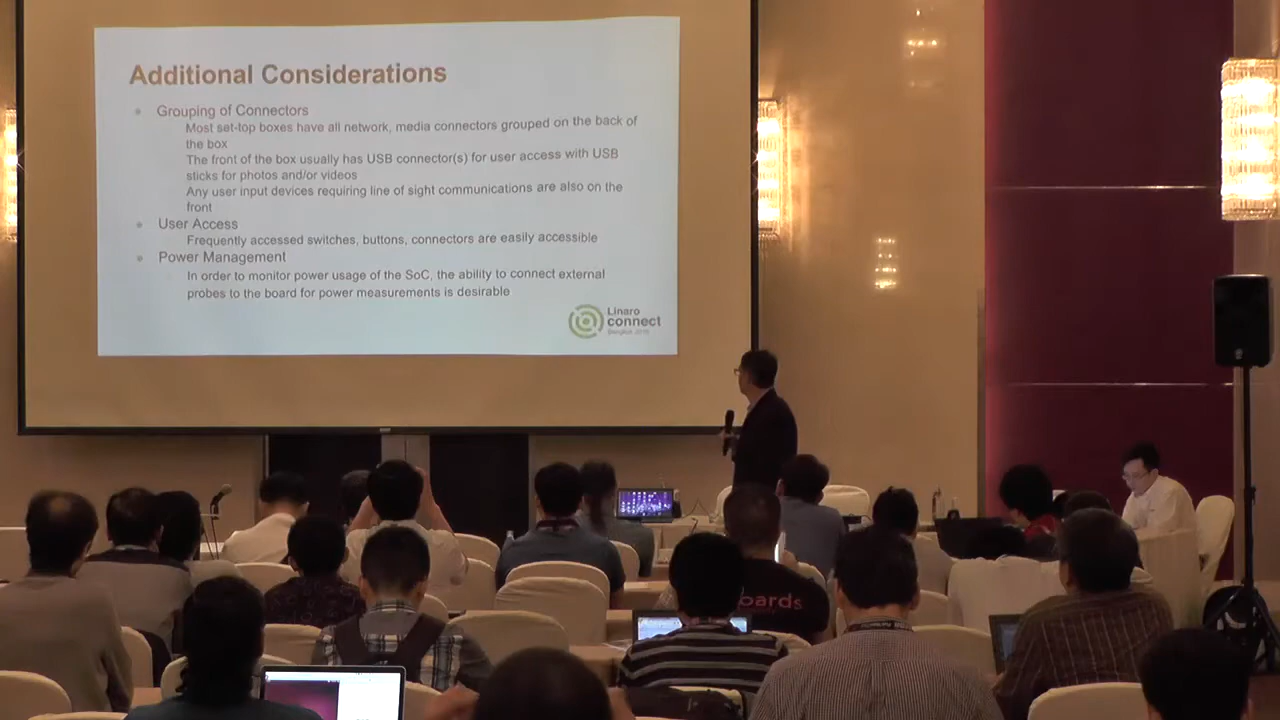 Additional Considerations
Grouping of Connectors
Most set-top boxes have all network, media connectors grouped on the back of
the box
The front of the box usually has USB connector(s) for user access with USB
sticks for photos and/or videos
Any user input devices requiring line of sight communications are also on the
front
User Access
Frequently accessed switches, buttons, connectors are easily accessible
Power Management
In order to monitor power usage of the SoC, the ability to connect external
probes to the board for power measurements is desirable
Linaro
connect
Bangkok 2016
boards